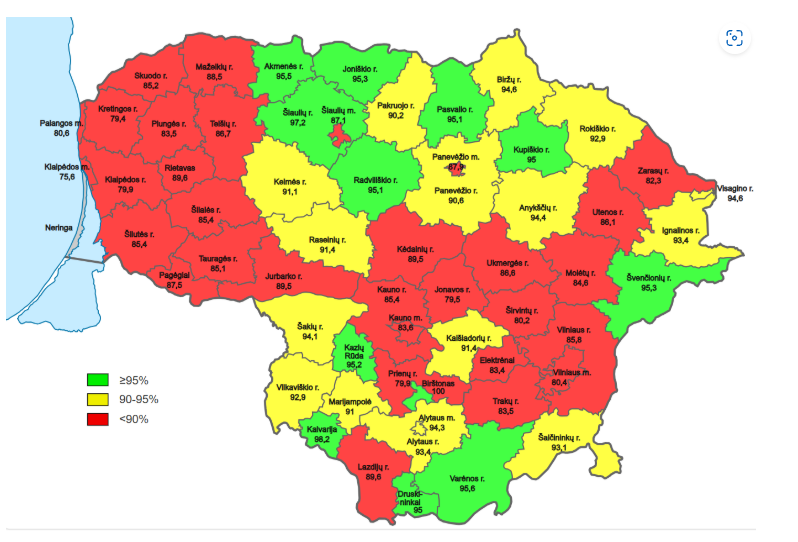 Skuodo r.
85,2
Mažeikių r.
88,5
Akmenės r.
95,5
Joniškio r.
95,3
Biržų r.
94,6
Kretingos r.
79,4
Palangos m.
80,6
Plungės r.
83,5
Telšių r.
86,7
Šiaulių r.
97,2
Šiaulių m.
87,1
Pakruojo r.
90,2
Pasvalio r.
95,1
Rokiškio r.
92,9
Kupiškio r.
95
Klaipėdos m.
75,6
Klaipėdos r.
79,9
Rietavas
89,6
Kelmės r.
91,1
Radviliškio r.
95,1
Panevėžio m.
87,9
Panevėžio r.
90,6
Zarasų r.
82,3
Visagino r.
94,6
Anykščių r.
94,4
Utenos r.
86,1
Ignalinos r.
93,4
Neringa
Šilutės r.
85,4
Šilalės r.
85,4
Raseinių r.
91,4
Kėdainių r.
89,5
Ukmergės r.
86,6
Molėtų r.
84,6
Švenčionių r.
95,3
Tauragės r.
85,1
Pagėgiai
87,5
Jurbarko r.
89,5
Kauno r.
85,4
Jonavos r.
79,5
Širvintų r.
80,2
Kauno m.
83,6
Šakių r.
94,1
Kazlų
Rūda
95,2
Kaišiadorių r.
91,4
Vilniaus r.
85,8
Elektrėnai
83,4
Vilniaus m.
80,4
Prienų r.
79,9
Birštonas
100
Vilkaviškio r.
92,9
Marijampolė
91
Trakų r.
83,5
≥95%
90-95%
<90%
Kalvarija
98,2
Alytaus m.
94,3
Alytaus r.
93,4
Šalčininkų r.
93,1
Lazdijų r.
89,6
Varėnos r.
95,6
Druski-
ninkai
95